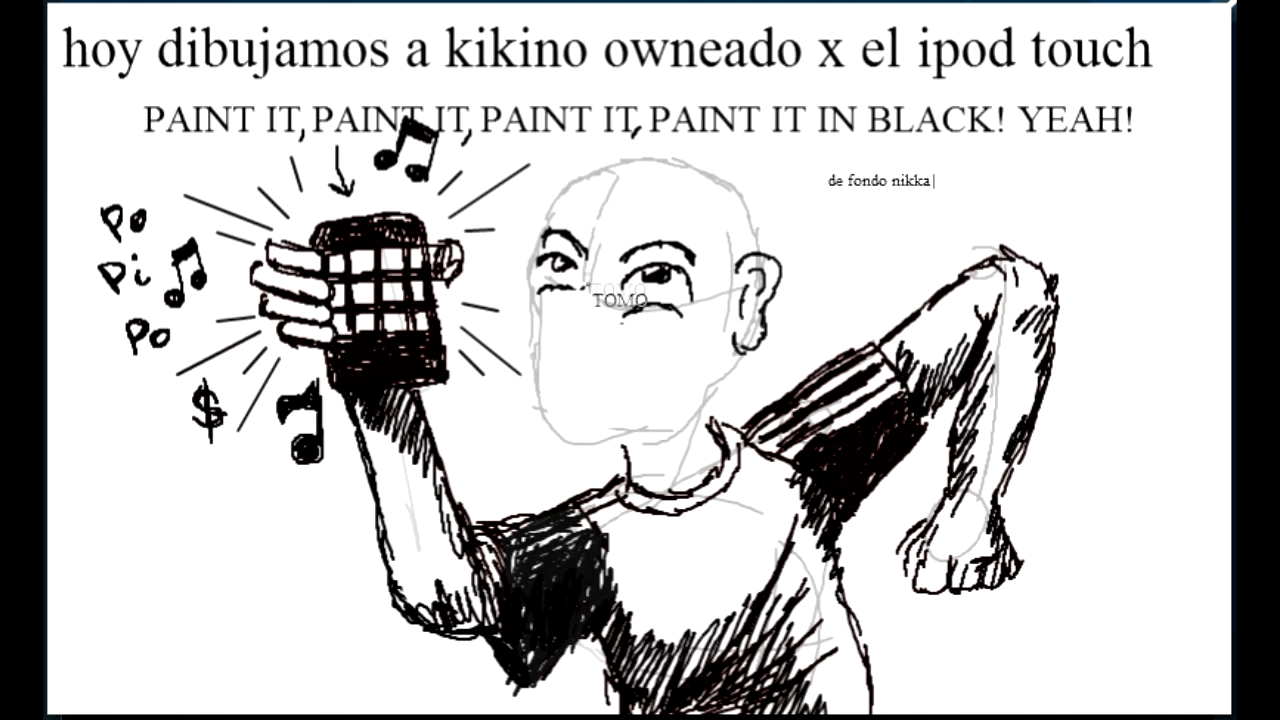 hoy dibujamos a kikino owneado x el ipod touch
PAINT IT, PAINT IT, PAINT IT, PAINT IT IN BLACK! YEAH!
de fondo nikka
Po
Pi
Po
$
TOMO